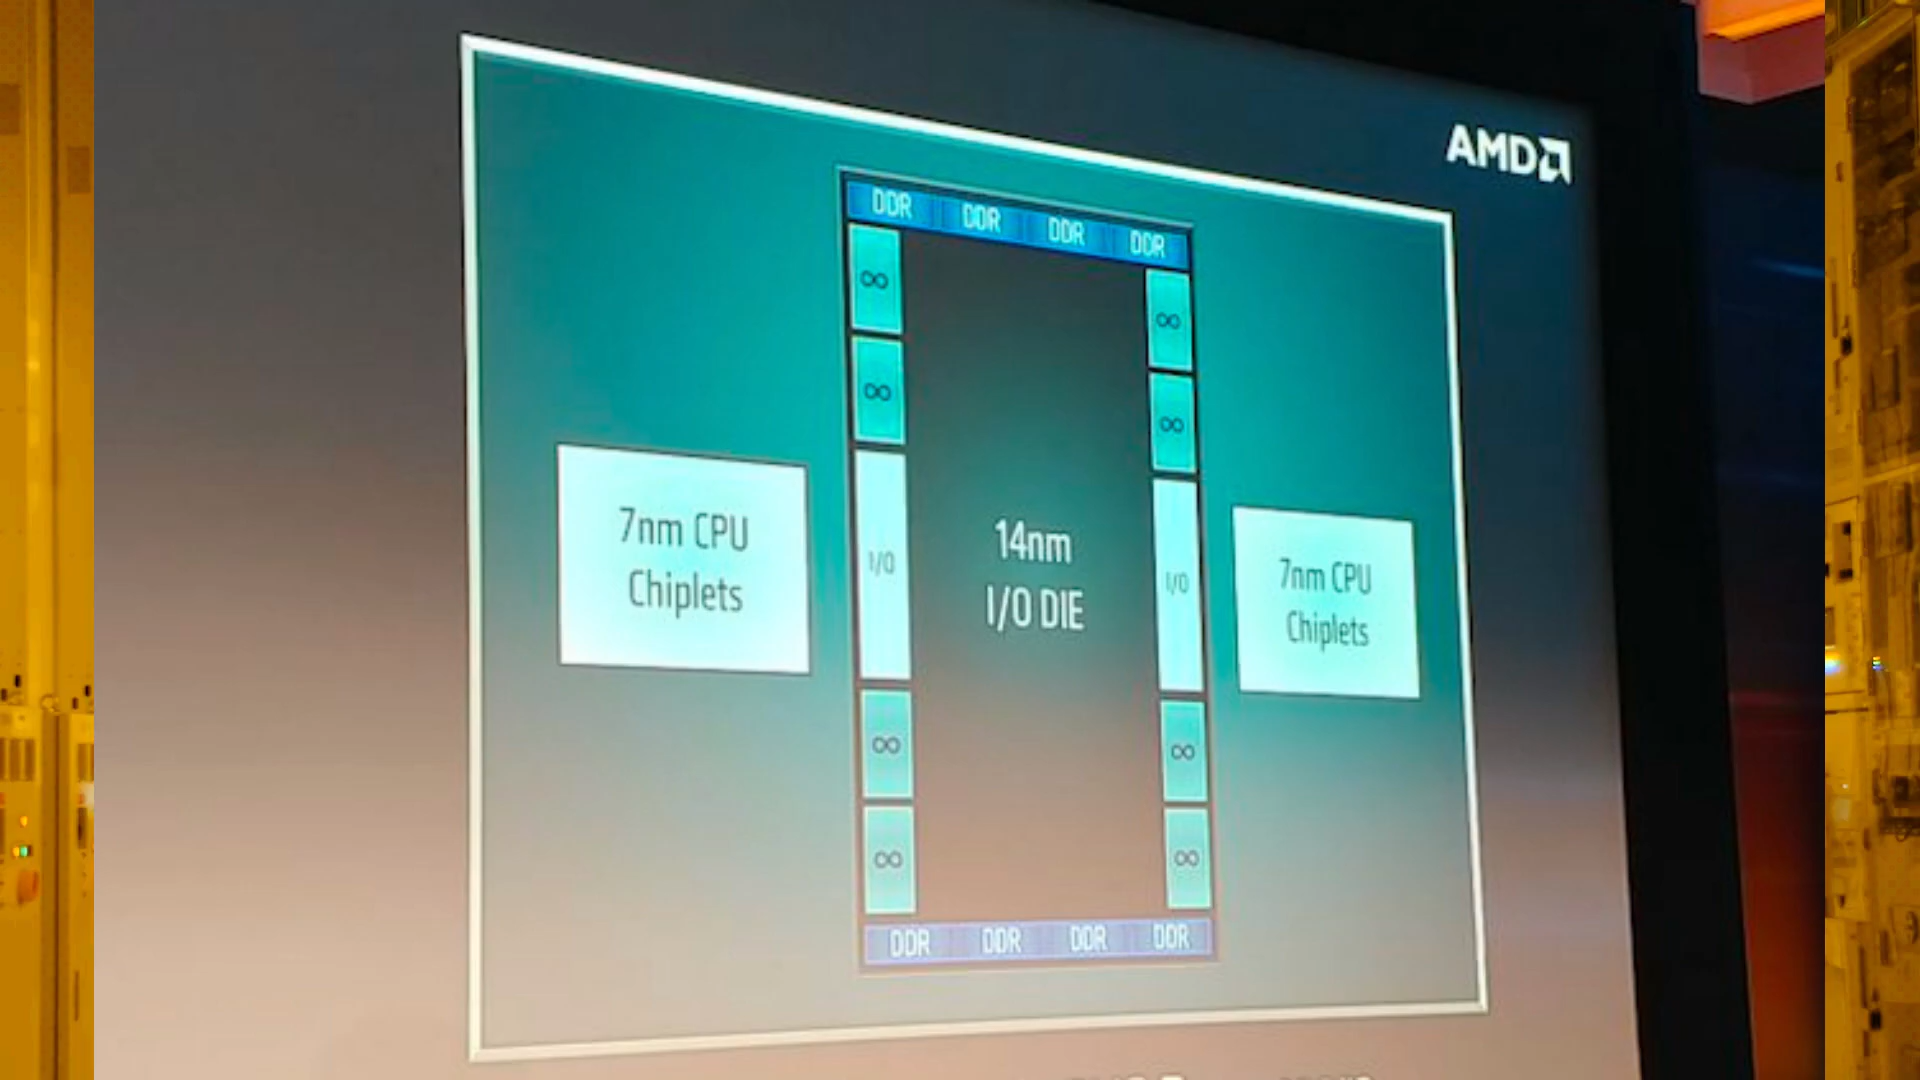 AMD
DDR DDR DDR DDR
∞ ∞
∞ ∞
7nm CPU
Chiplets
I/O
14nm
I/O DIE
I/O
7nm CPU
Chiplets
∞ ∞
∞ ∞
DDR DDR DDR DDR